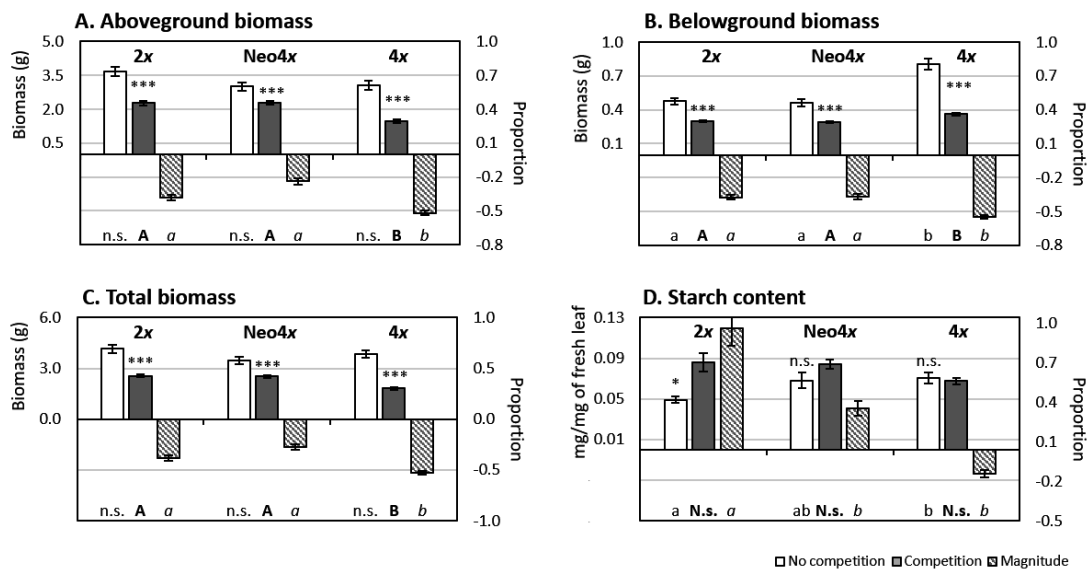 A. Aboveground biomass
5.0
3.5
2.0
0.5
Biomass (g)
2x Neo4x 4x
*** *** ***
1.0
0.7
0.4
0.1
-0.2
-0.5
-0.8
Proportion
n.s. A a n.s. A a n.s. B b
B. Belowground biomass
1.0
0.7
0.4
0.1
Biomass (g)
2x Neo4x 4x
*** *** ***
1.0
0.7
0.4
0.1
-0.2
-0.5
-0.8
Proportion
a A a a A a b B b
C. Total biomass
6.0
3.0
0.0
Biomass (g)
2x Neo4x 4x
*** *** ***
1.0
0.5
0.0
-0.5
-1.0
Proportion
n.s. A a n.s. A a n.s. B b
D. Starch content
0.13
0.09
0.05
0.01
mg/mg of fresh leaf
2x Neo4x 4x
* n.s. n.s.
1.0
0.7
0.4
0.1
-0.2
-0.5
Proportion
a N.s. a ab N.s. b b N.s. b
No competition Competition Magnitude